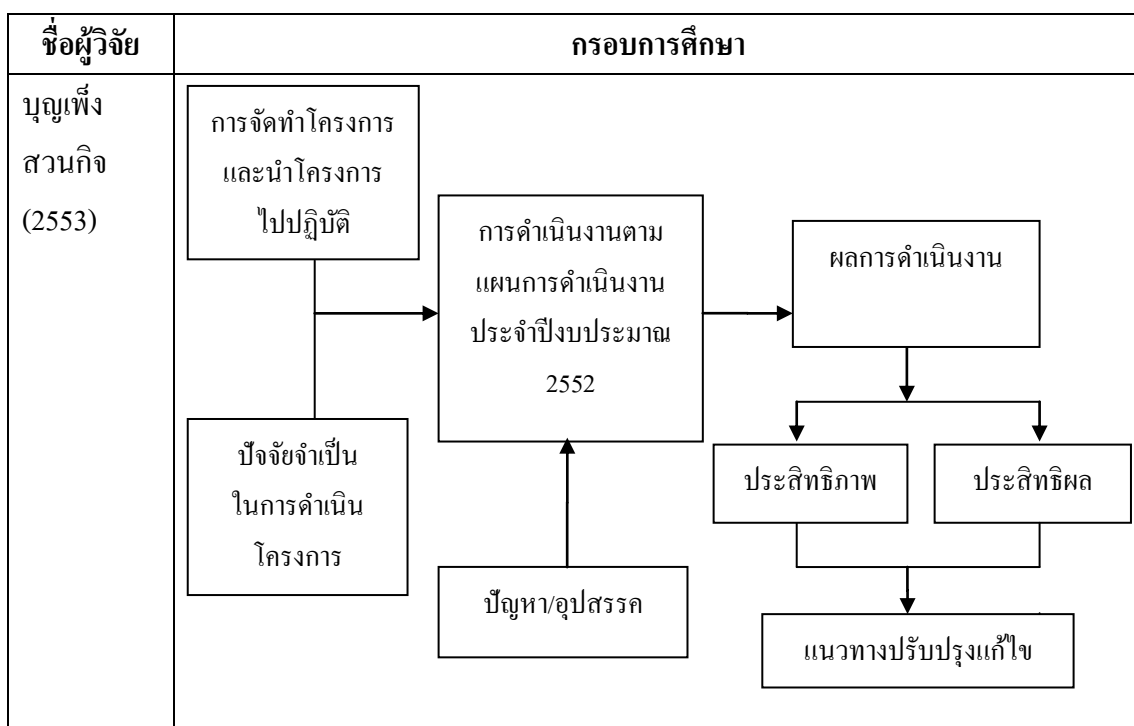 ชื่อผู้วิจัย
กรอบการศึกษา
บุญเพ็ง
สวนกิจ
(2553)
การจัดทำโครงการ
และนำโครงการ
ไปปฏิบัติ
การดำเนินงานตาม
แผนการดำเนินงาน
ประจำปีงบประมาณ
2552
ผลการดำเนินงาน
ปัจจัยจำเป็น
ในการดำเนิน
โครงการ
ประสิทธิภาพ
ประสิทธิผล
ปัญหา/อุปสรรค
แนวทางปรับปรุงแก้ไข